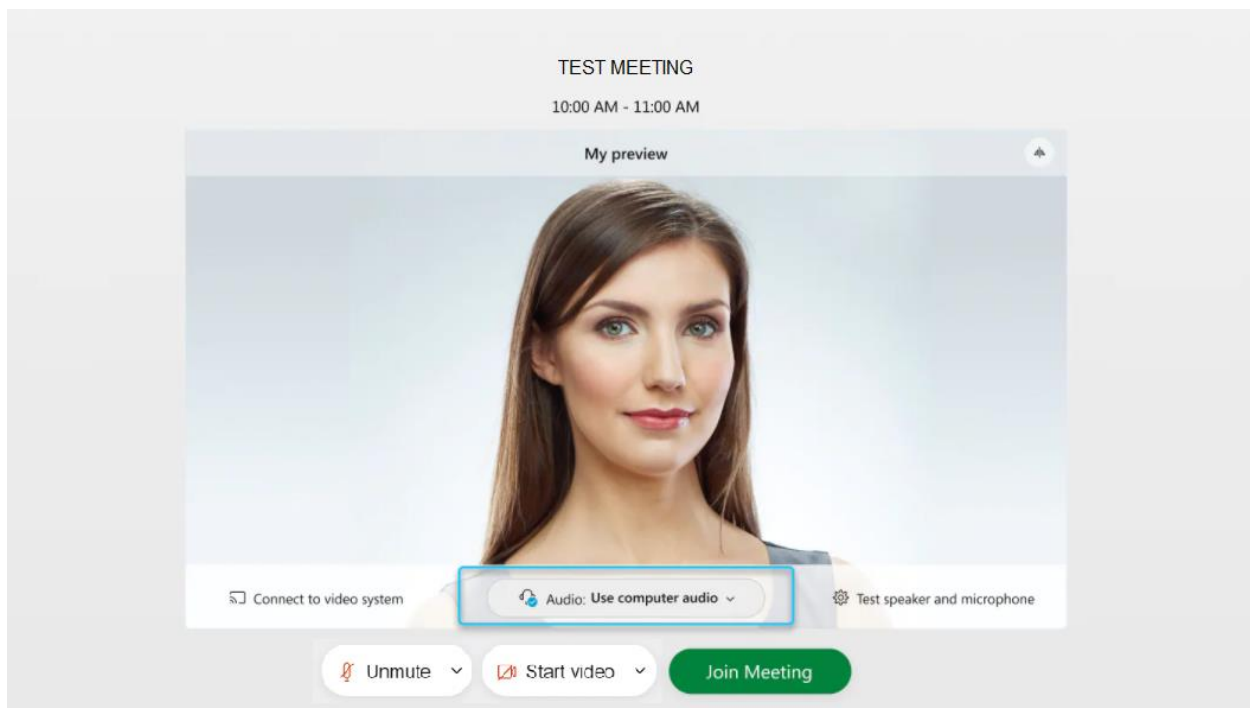 TEST MEETING
10:00 AM - 11:00 AM
My preview
Connect to video system
Audio: Use computer audio
Test speaker and microphone
Unmute
Start video
Join Meeting